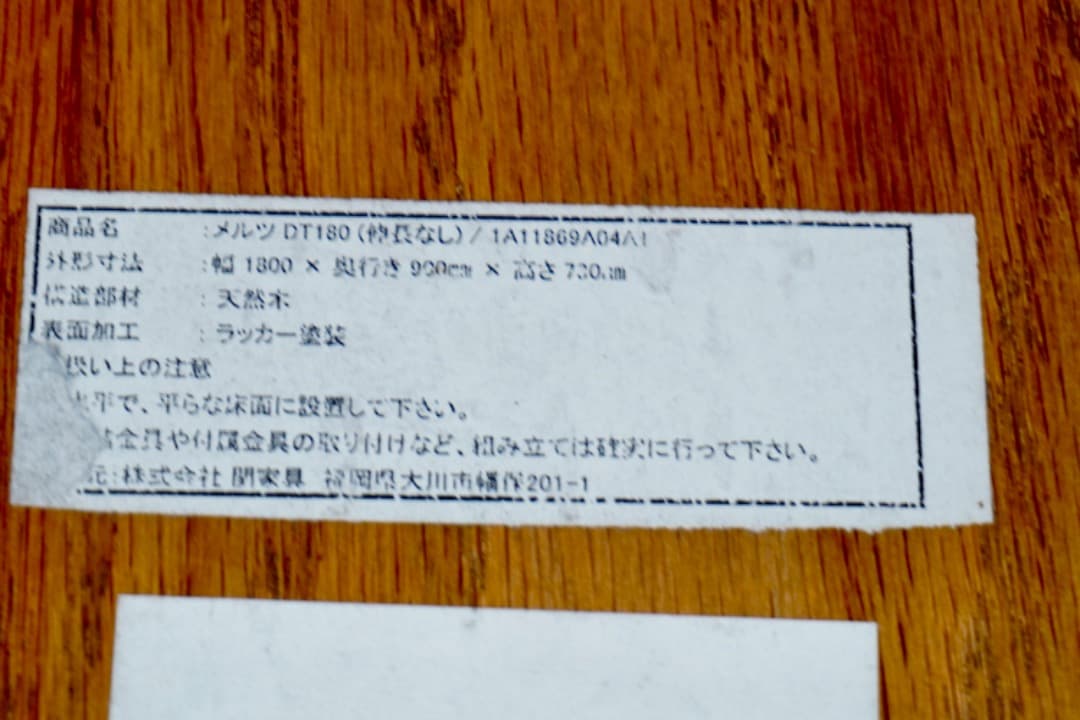 商品名 : メルツ DT180 (伸長なし) / 1A11869A04A1
外形寸法 : 幅 1800 × 奥行き 900mm × 高さ 700mm
構造部材 : 天然木
表面加工 : ラッカー塗装
扱い上の注意
水平で、平らな床面に設置して下さい。
金具や付属金具の取り付けなど、組み立ては確実に行って下さい。
元 : 株式会社 関家具 福岡県大川市幡保201-1